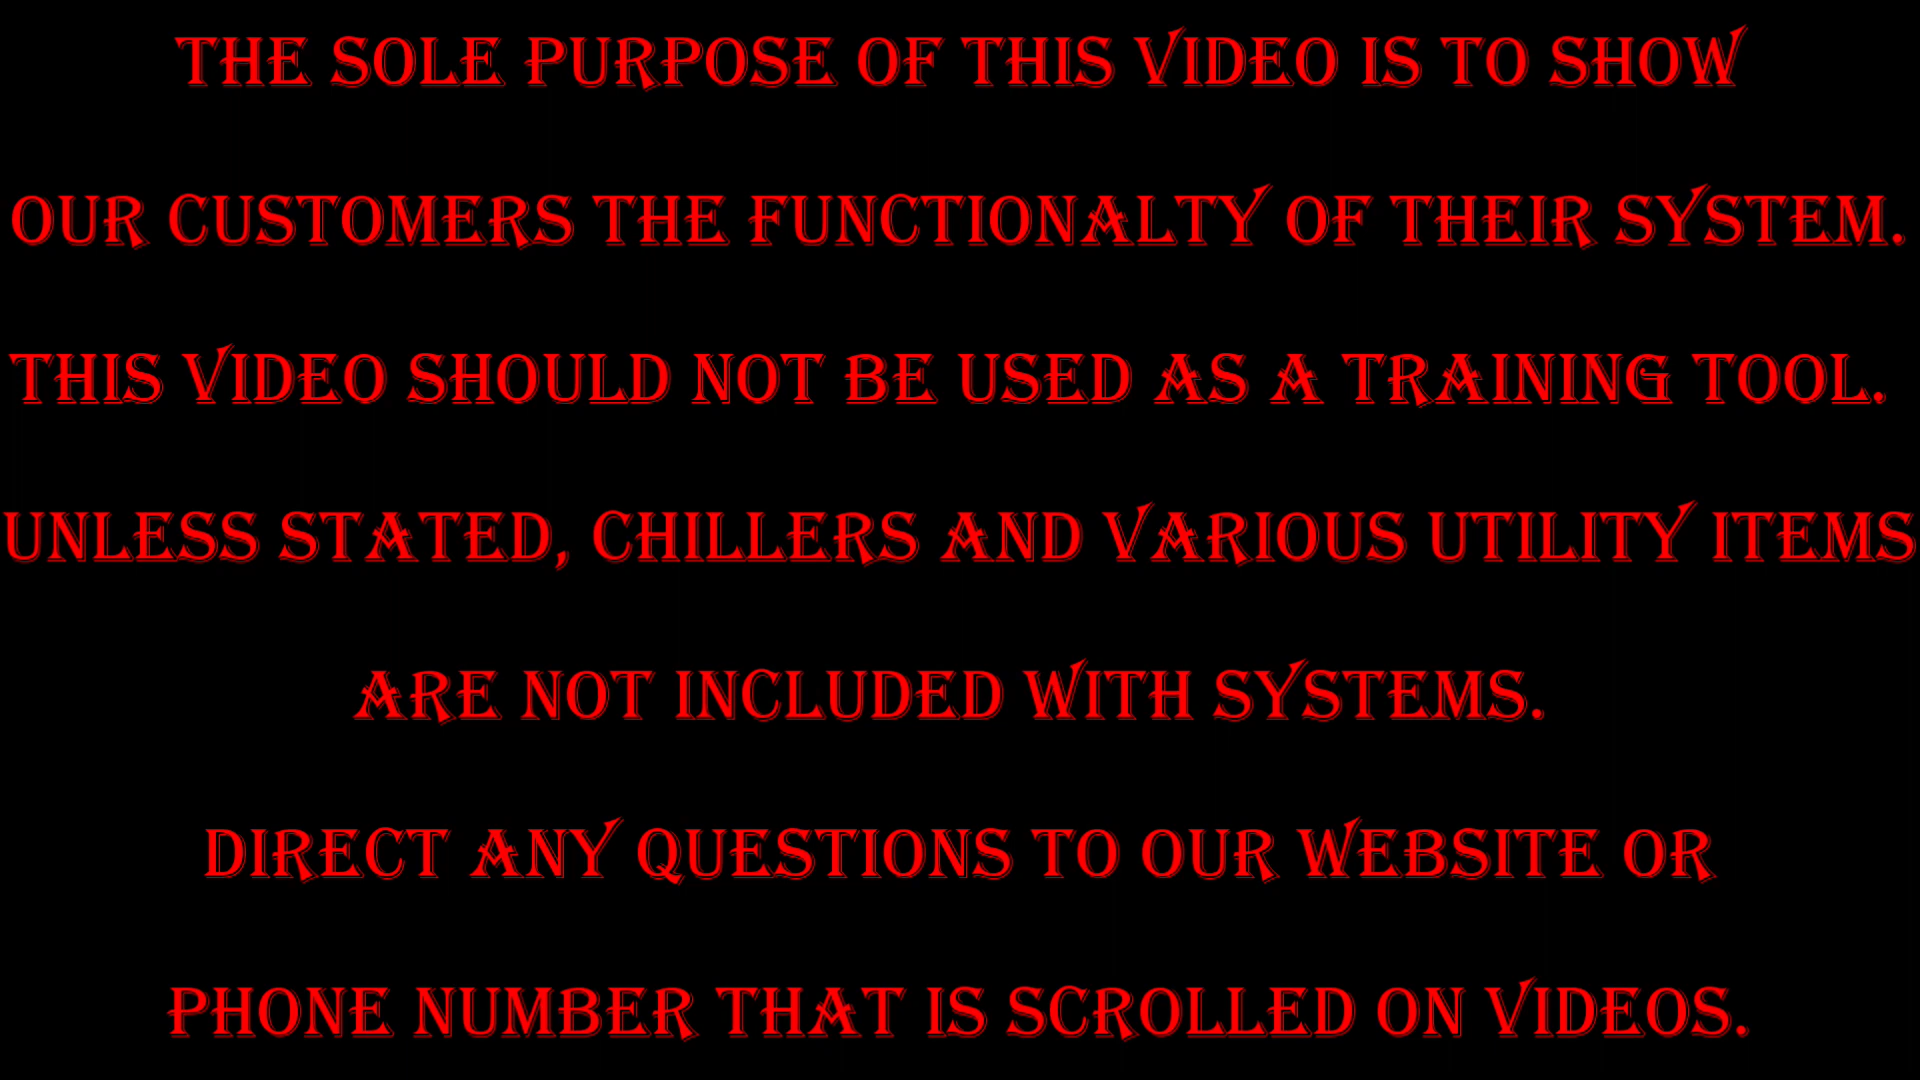 THE SOLE PURPOSE OF THIS VIDEO IS TO SHOW
OUR CUSTOMERS THE FUNCTIONALTY OF THEIR SYSTEM.
THIS VIDEO SHOULD NOT BE USED AS A TRAINING TOOL.
UNLESS STATED, CHILLERS AND VARIOUS UTILITY ITEMS
ARE NOT INCLUDED WITH SYSTEMS.
DIRECT ANY QUESTIONS TO OUR WEBSITE OR
PHONE NUMBER THAT IS SCROLLED ON VIDEOS.